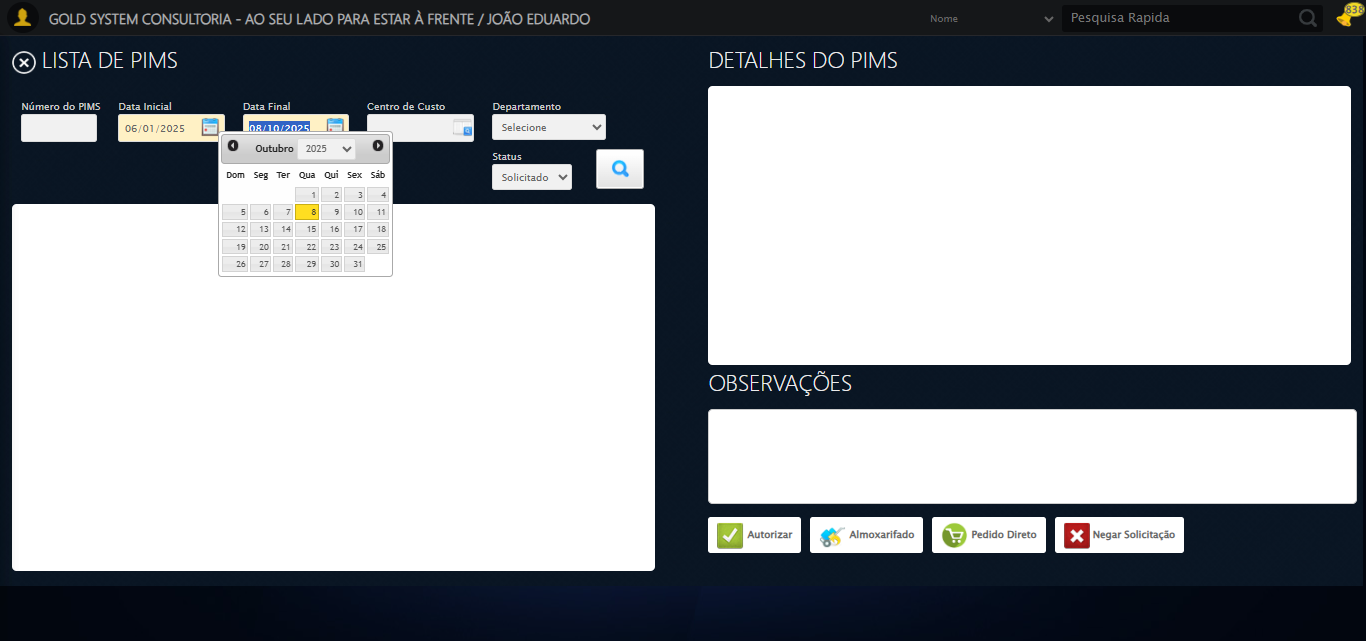 GOLD SYSTEM CONSULTORIA - AO SEU LADO PARA ESTAR À FRENTE / JOÃO EDUARDO
Nome
Pesquisa Rapida
838
LISTA DE PIMS
Número do PIMS
Data Inicial
Data Final
Centro de Custo
Departamento
06/01/2025
08/10/2025
Selecione
Status
Solicitado
Outubro 2025
Dom Seg Ter Qua Qui Sex Sáb
1 2 3 4
5 6 7 8 9 10 11
12 13 14 15 16 17 18
19 20 21 22 23 24 25
26 27 28 29 30 31
DETALHES DO PIMS
OBSERVAÇÕES
Autorizar
Almoxarifado
Pedido Direto
Negar Solicitação